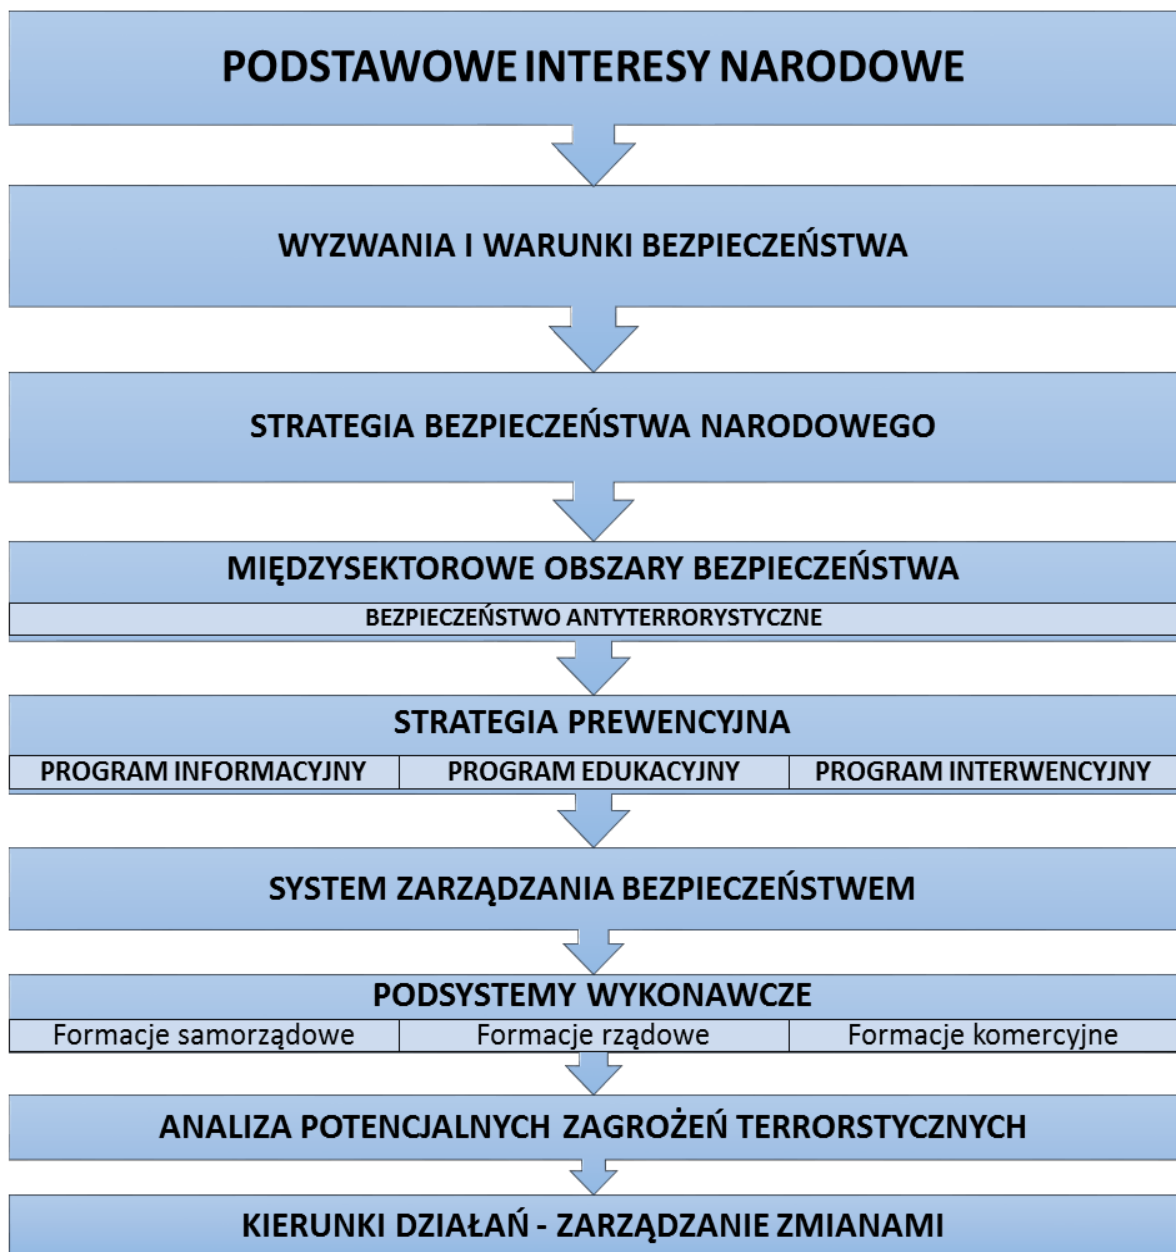 PODSTAWOWE INTERESY NARODOWE
WYZWANIA I WARUNKI BEZPIECZEŃSTWA
STRATEGIA BEZPIECZEŃSTWA NARODOWEGO
MIĘDZYSEKTOROWE OBSZARY BEZPIECZEŃSTWA
BEZPIECZEŃSTWO ANTYTERRORYSTYCZNE
STRATEGIA PREWENCYJNA
PROGRAM INFORMACYJNY PROGRAM EDUKACYJNY PROGRAM INTERWENCYJNY
SYSTEM ZARZĄDZANIA BEZPIECZEŃSTWEM
PODSYSTEMY WYKONAWCZE
Formacje samorządowe Formacje rządowe Formacje komercyjne
ANALIZA POTENCJALNYCH ZAGROŻEŃ TERRORSTYCZNYCH
KIERUNKI DZIAŁAŃ - ZARZĄDZANIE ZMIANAMI